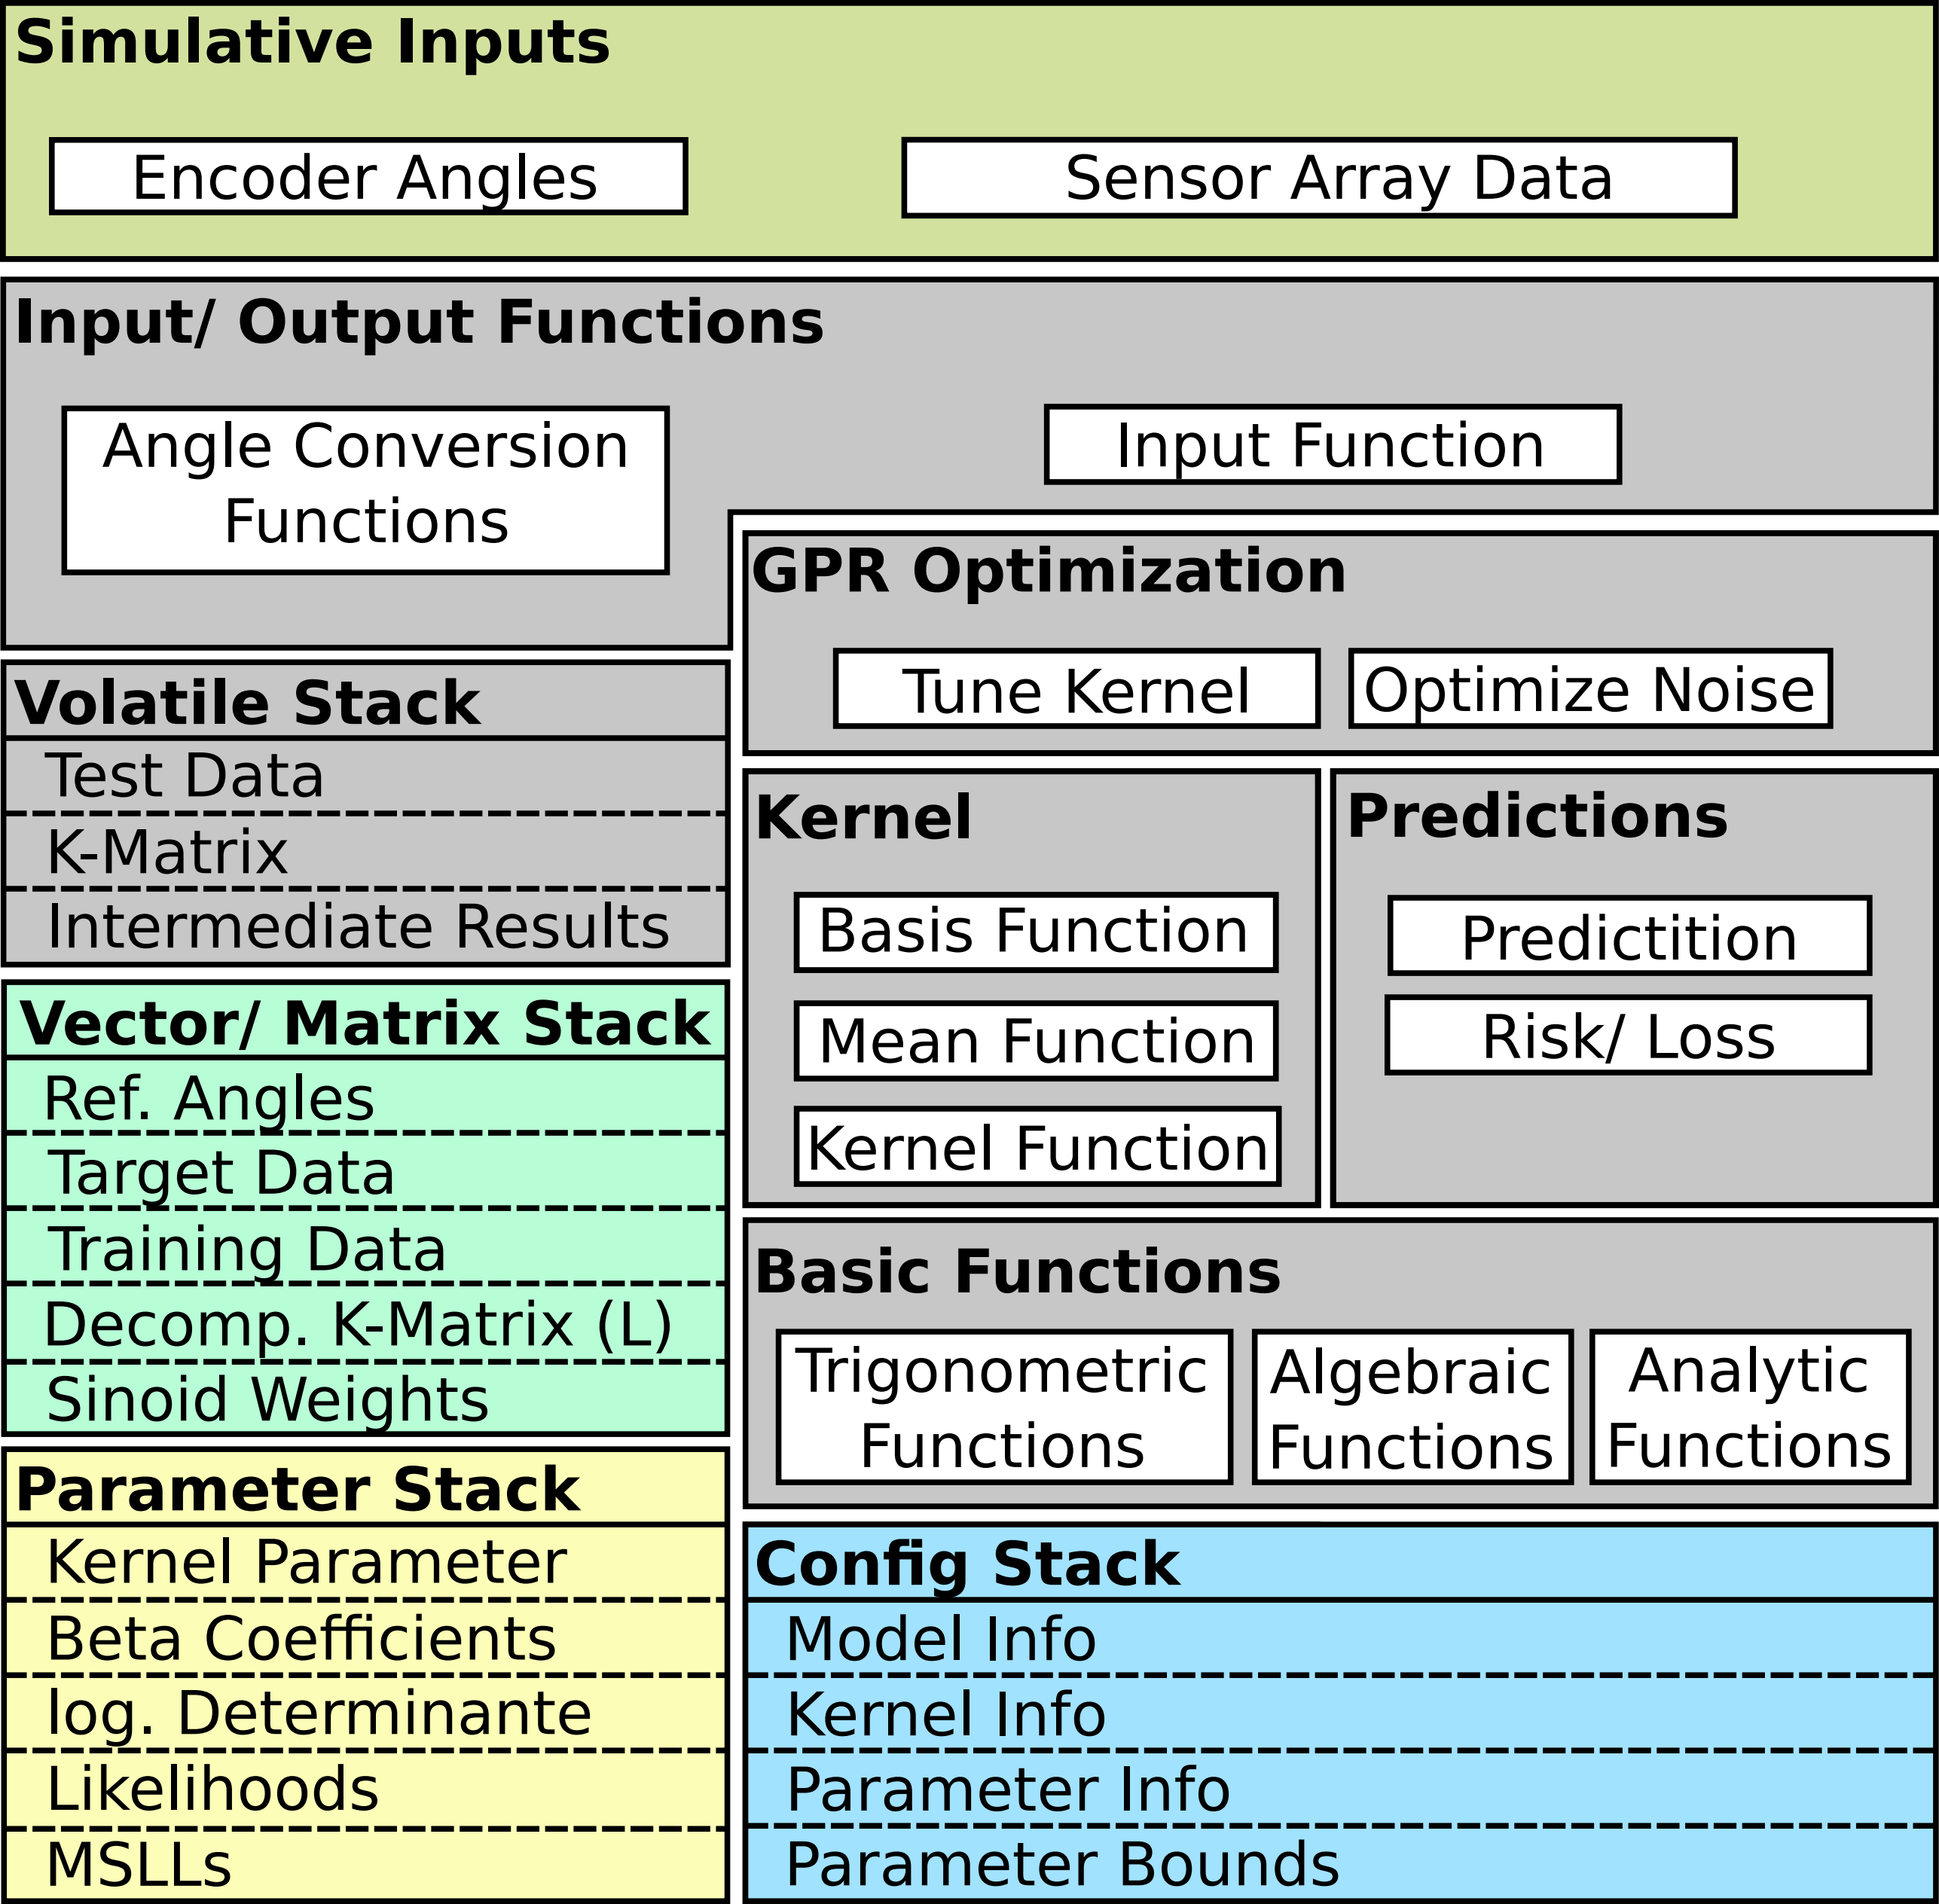 Simulative Inputs
Encoder Angles
Sensor Array Data
Input/ Output Functions
Angle Conversion
Functions
Input Function
GPR Optimization
Tune Kernel
Optimize Noise
Volatile Stack
Test Data
K-Matrix
Intermediate Results
Kernel
Basis Function
Mean Function
Kernel Function
Predictions
Predictition
Risk/ Loss
Vector/ Matrix Stack
Ref. Angles
Target Data
Training Data
Decomp. K-Matrix (L)
Sinoid Weights
Basic Functions
Trigonometric
Functions
Algebraic
Functions
Analytic
Functions
Parameter Stack
Kernel Parameter
Beta Coefficients
log. Determinante
Likelihoods
MSLLs
Config Stack
Model Info
Kernel Info
Parameter Info
Parameter Bounds